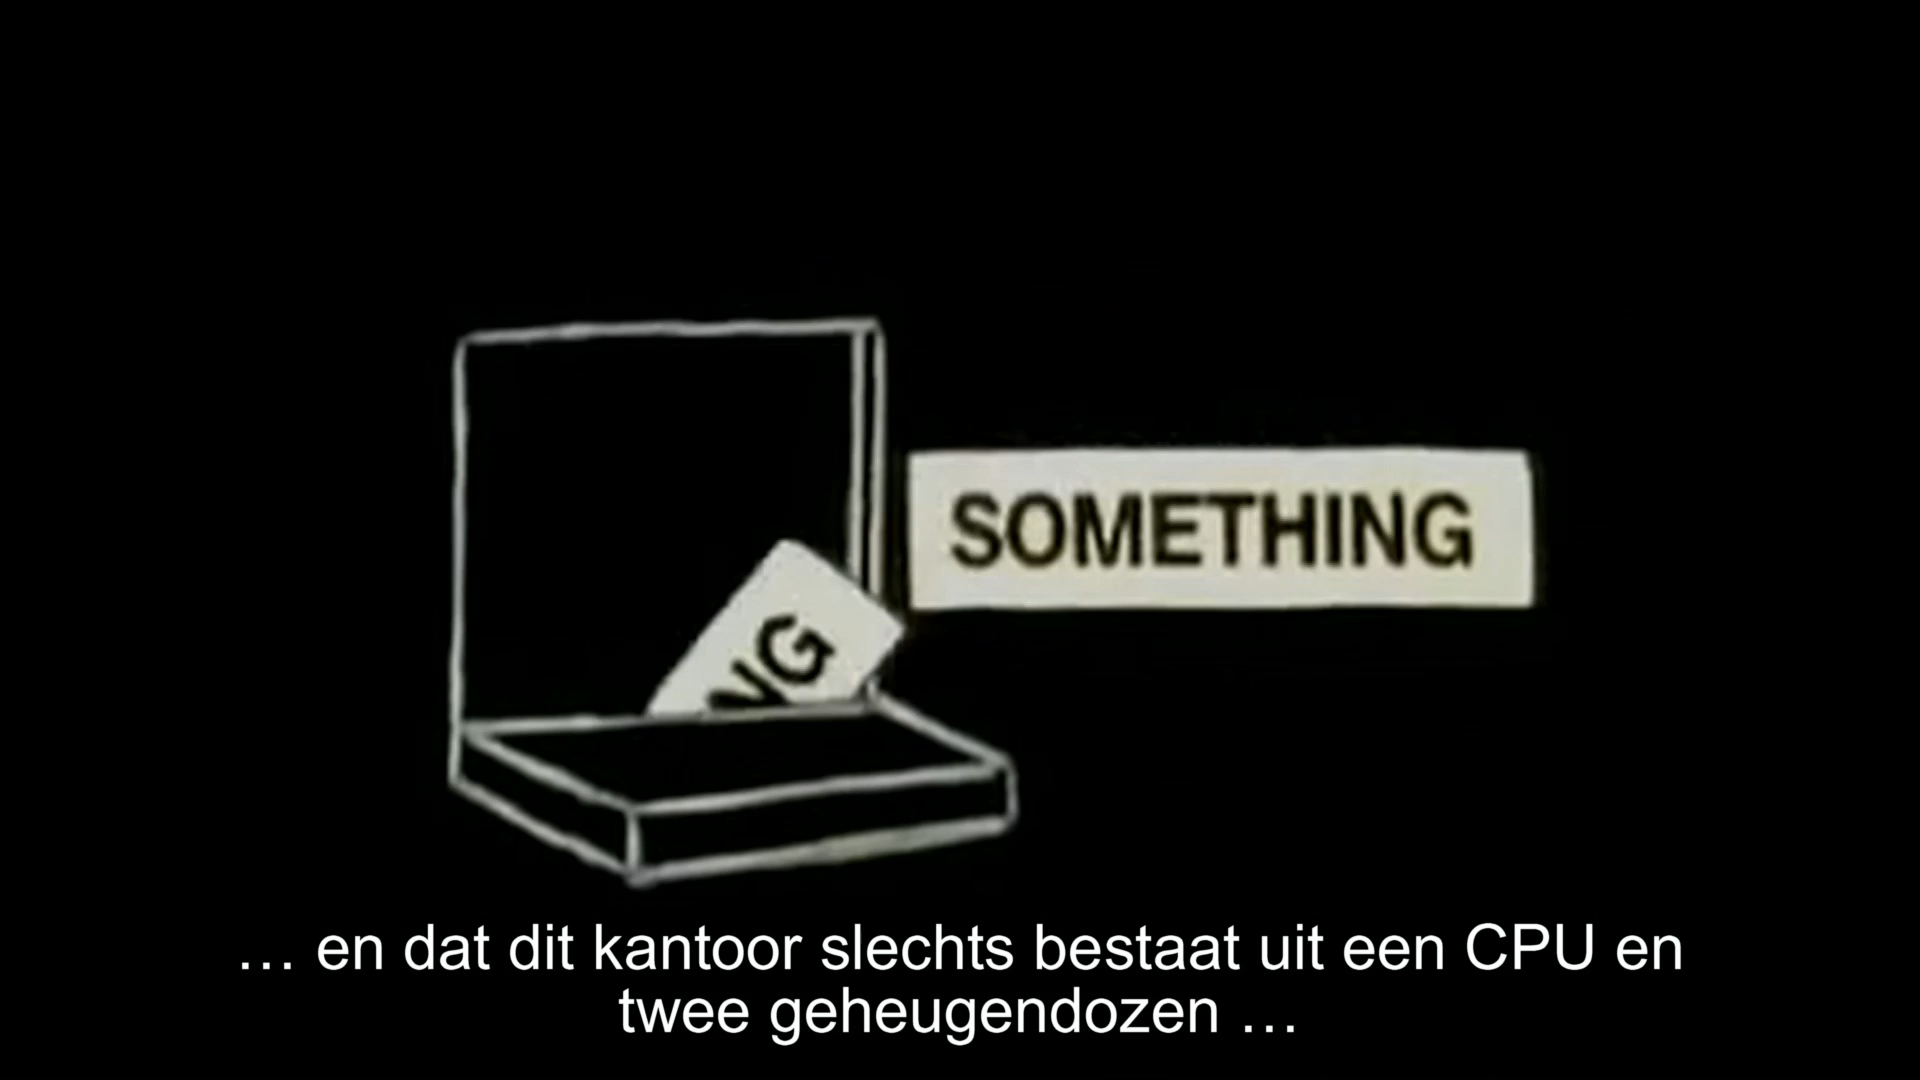 SOMETHING
NG
… en dat dit kantoor slechts bestaat uit een CPU en
twee geheugendozen …